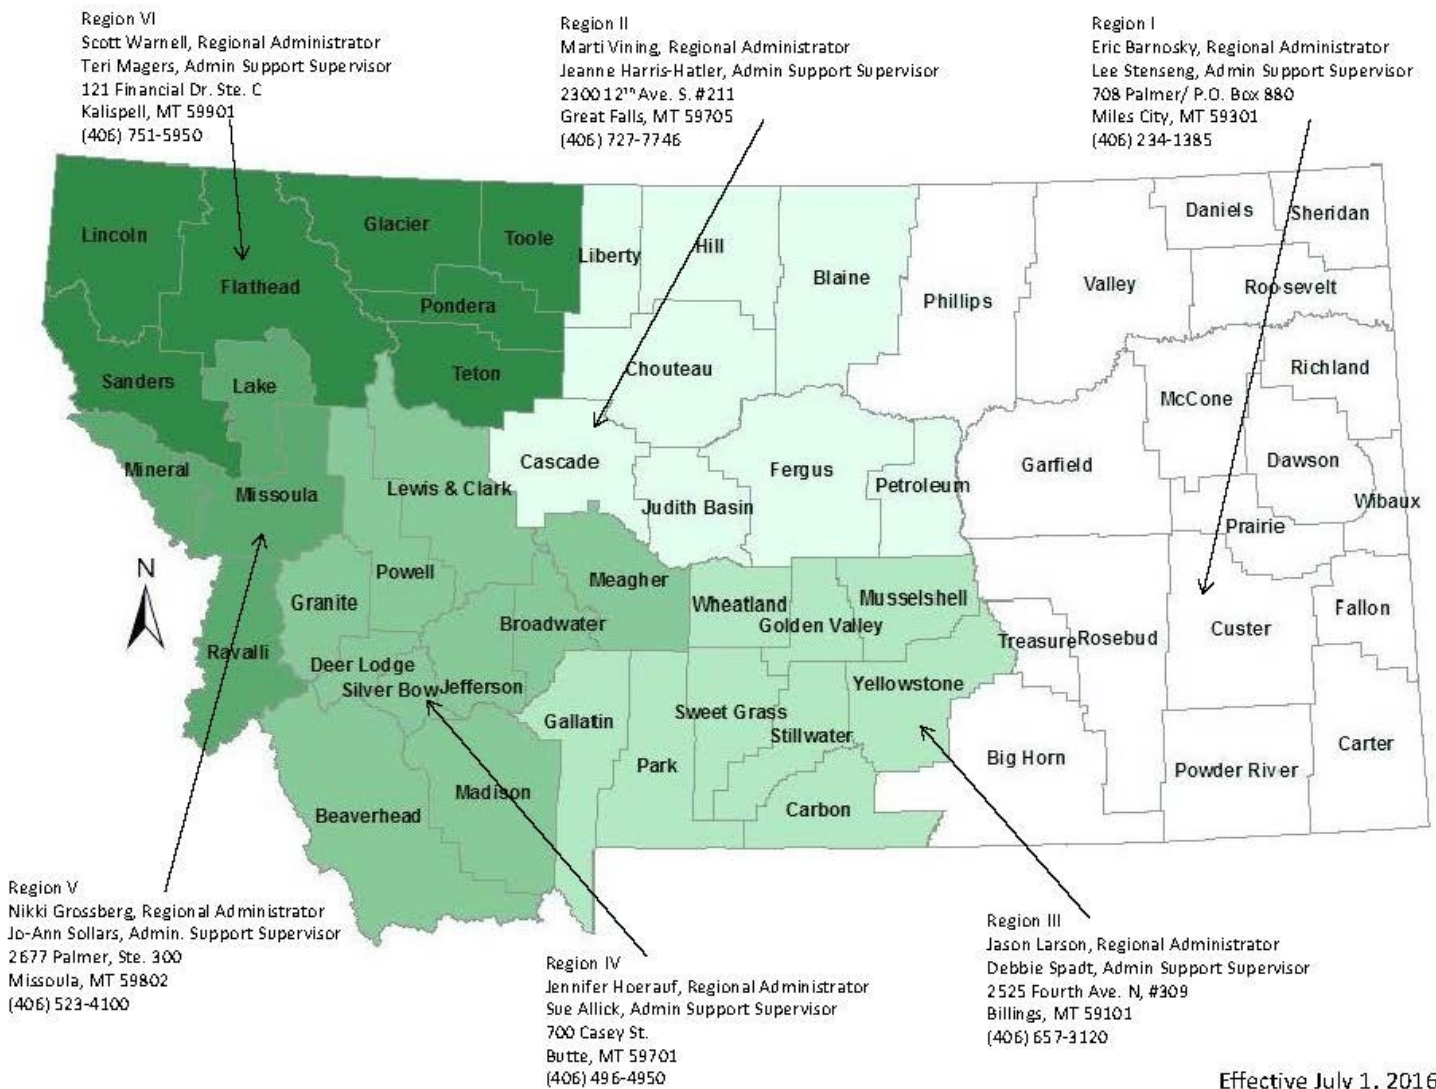 Region VI
Scott Warnell, Regional Administrator
Teri Magers, Admin Support Supervisor
121 Financial Dr. Ste. C
Kalispell, MT 59901
(406) 751-5950
Region II
Marti Vining, Regional Administrator
Jeanne Harris-Hatler, Admin Support Supervisor
2300 12th Ave. S. #211
Great Falls, MT 59705
(406) 727-7746
Region I
Eric Barnosky, Regional Administrator
Lee Stenseng, Admin Support Supervisor
708 Palmer/ P.O. Box 880
Miles City, MT 59301
(406) 234-1385
Lincoln
Flathead
Glacier
Toole
Pondera
Teton
Sanders
Lake
Liberty
Hill
Blaine
Chouteau
Phillips
Valley
Daniels
Sheridan
Roosevelt
Richland
McCone
Mineral
Missoula
Lewis & Clark
Cascade
Judith Basin
Fergus
Petroleum
Garfield
Dawson
Wibaux
Prairie
N
Granite
Powell
Ravalli
Deer Lodge
Silver Bow
Jefferson
Broadwater
Meagher
Wheatland
Golden Valley
Musselshell
Treasure
Rosebud
Custer
Fallon
Gallatin
Park
Sweet Grass
Stillwater
Yellowstone
Big Horn
Powder River
Carter
Beaverhead
Madison
Carbon
Region V
Nikki Grossberg, Regional Administrator
Jo-Ann Sollars, Admin. Support Supervisor
2677 Palmer, Ste. 300
Missoula, MT 59802
(406) 523-4100
Region IV
Jennifer Hoerauf, Regional Administrator
Sue Allick, Admin Support Supervisor
700 Casey St.
Butte, MT 59701
(406) 496-4950
Region III
Jason Larson, Regional Administrator
Debbie Spadt, Admin Support Supervisor
2525 Fourth Ave. N, #309
Billings, MT 59101
(406) 657-3120
Effective July 1, 2016